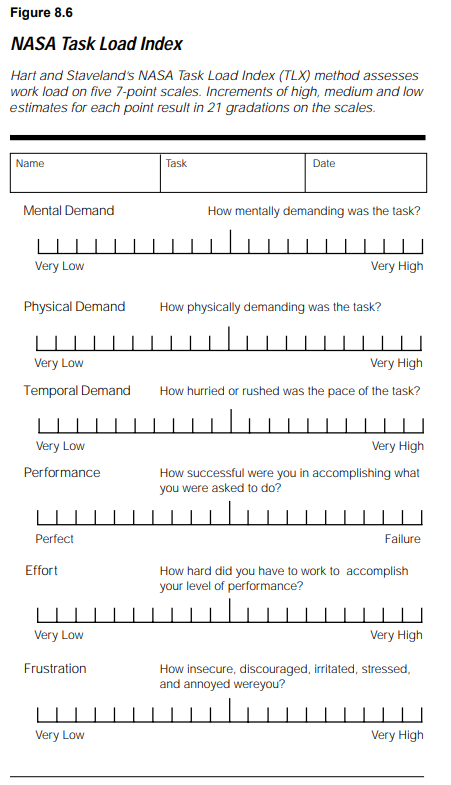 Figure 8.6
NASA Task Load Index
Hart and Staveland's NASA Task Load Index (TLX) method assesses
work load on five 7-point scales. Increments of high, medium and low
estimates for each point result in 21 gradations on the scales.
Name Task Date
Mental Demand How mentally demanding was the task?
Very Low Very High
Physical Demand How physically demanding was the task?
Very Low Very High
Temporal Demand How hurried or rushed was the pace of the task?
Very Low Very High
Performance How successful were you in accomplishing what
you were asked to do?
Perfect Failure
Effort How hard did you have to work to accomplish
your level of performance?
Very Low Very High
Frustration How insecure, discouraged, irritated, stressed,
and annoyed wereyou?
Very Low Very High